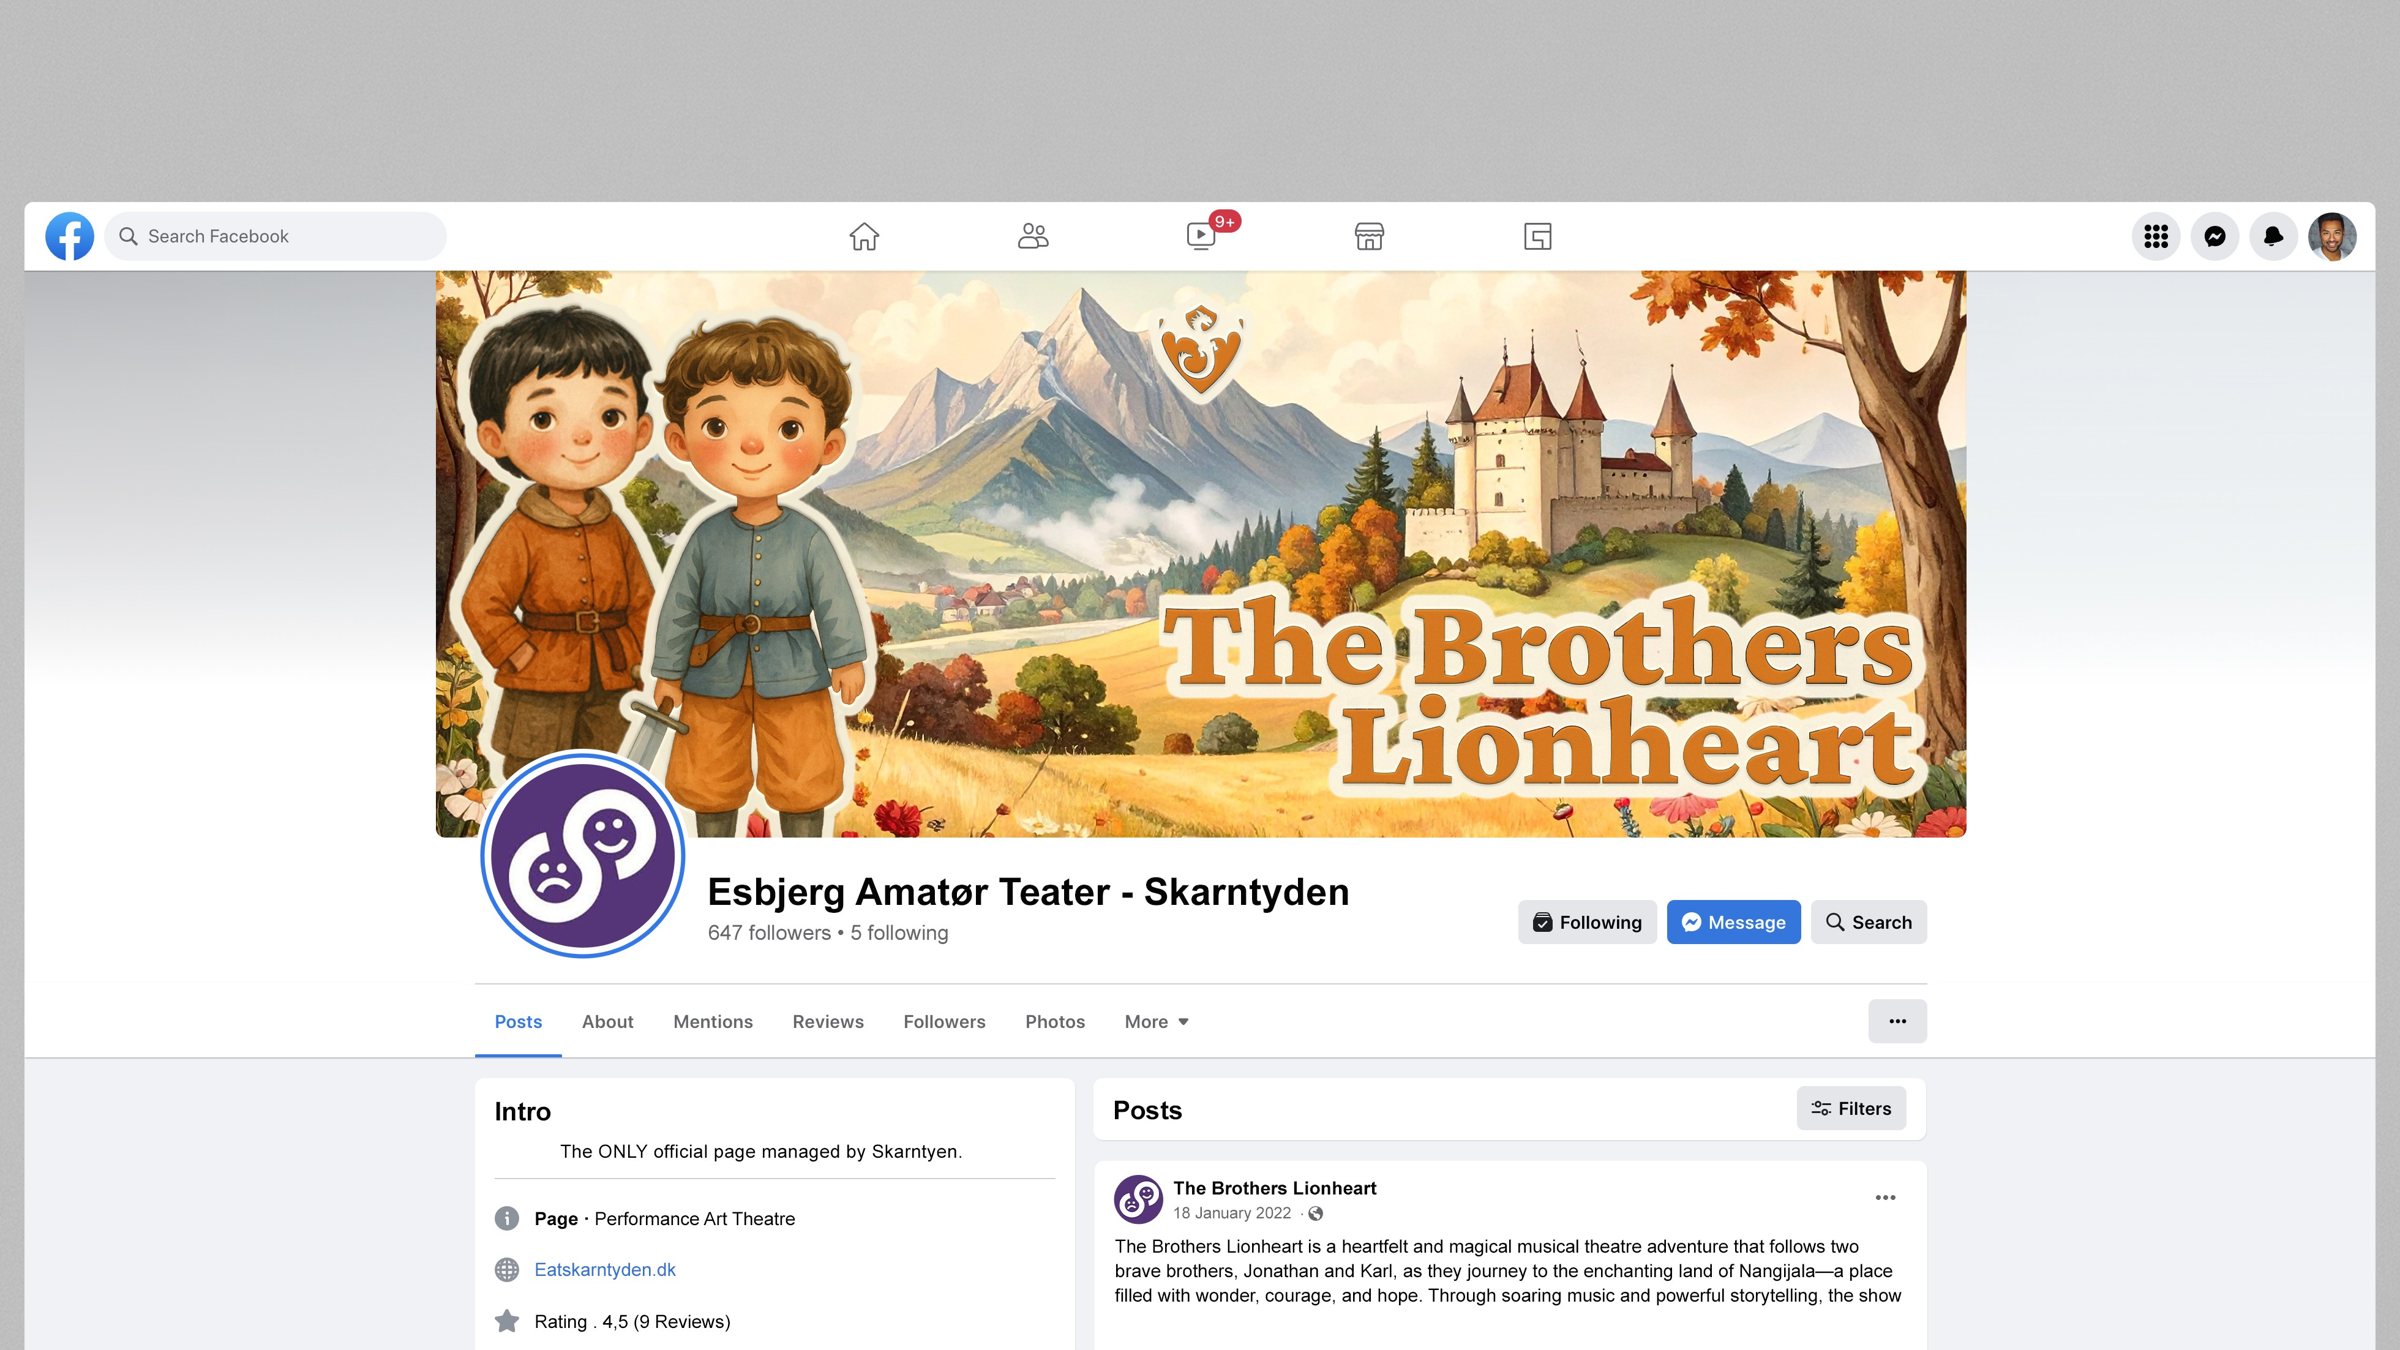 Search Facebook
9+
The Brothers
Lionheart
Esbjerg Amatør Teater - Skarntyden
647 followers • 5 following
Following
Message
Search
Posts
About
Mentions
Reviews
Followers
Photos
More
Intro
The ONLY official page managed by Skarntyen.
Page · Performance Art Theatre
Eatskarntyden.dk
Rating . 4,5 (9 Reviews)
Posts
Filters
The Brothers Lionheart
18 January 2022 ·
The Brothers Lionheart is a heartfelt and magical musical theatre adventure that follows two
brave brothers, Jonathan and Karl, as they journey to the enchanting land of Nangijala—a place
filled with wonder, courage, and hope. Through soaring music and powerful storytelling, the show